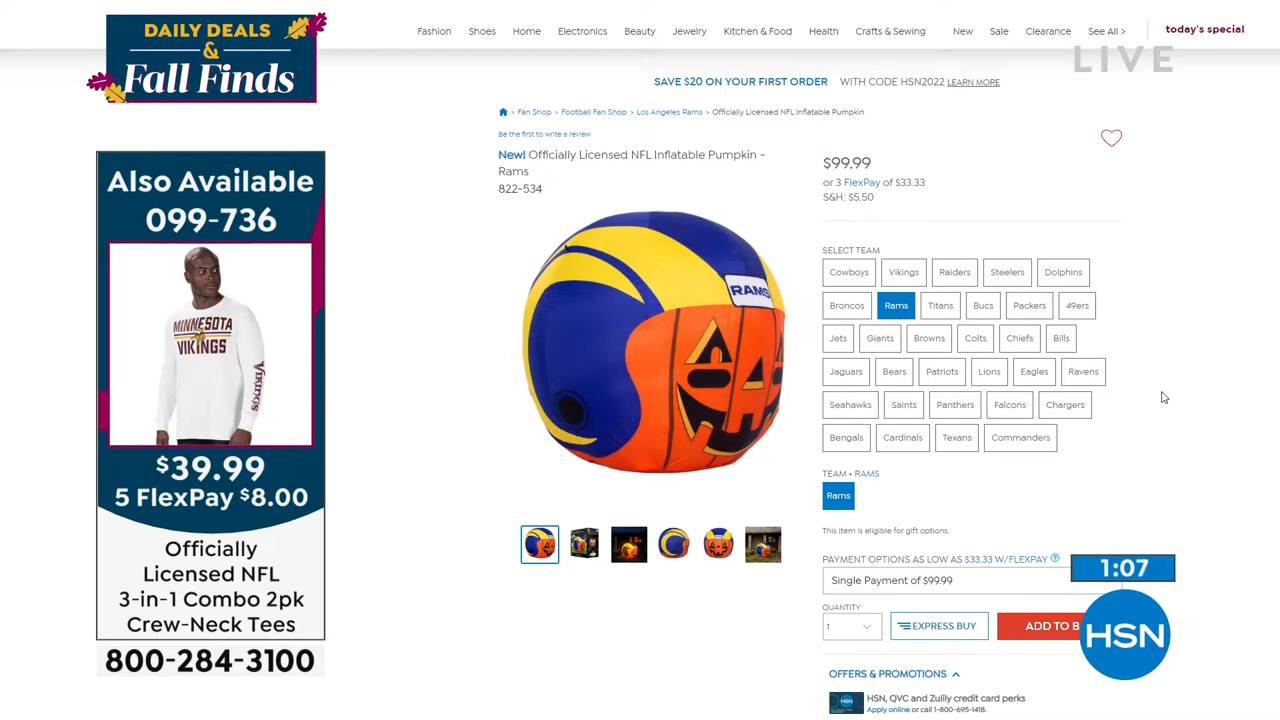 DAILY DEALS
&
Fall Finds
Fashion Shoes Home Electronics Beauty Jewelry Kitchen & Food Health Crafts & Sewing New Sale Clearance See All > today's special
LIVE
SAVE $20 ON YOUR FIRST ORDER WITH CODE HSN2022 LEARN MORE
> Fan Shop > Football Fan Shop > Los Angeles Rams > Officially Licensed NFL Inflatable Pumpkin
Be the first to write a review
New! Officially Licensed NFL Inflatable Pumpkin -
Rams
822-534
RAMS
$99.99
or 3 FlexPay of $33.33
S&H: $5.50
SELECT TEAM
Cowboys Vikings Raiders Steelers Dolphins
Broncos Rams Titans Bucs Packers 49ers
Jets Giants Browns Colts Chiefs Bills
Jaguars Bears Patriots Lions Eagles Ravens
Seahawks Saints Panthers Falcons Chargers
Bengals Cardinals Texans Commanders
TEAM • RAMS
Rams
This item is eligible for gift options.
PAYMENT OPTIONS AS LOW AS $33.33 W/FLEXPAY ?
Single Payment of $99.99
QUANTITY
1 EXPRESS BUY ADD TO B
OFFERS & PROMOTIONS
HSN, QVC and Zulily credit card perks
Apply online or call 1-800-695-1418.
1:07
HSN
Also Available
099-736
MINNESOTA
VIKINGS
VIKINGS
$39.99
5 FlexPay $8.00
Officially
Licensed NFL
3-in-1 Combo 2pk
Crew-Neck Tees
800-284-3100